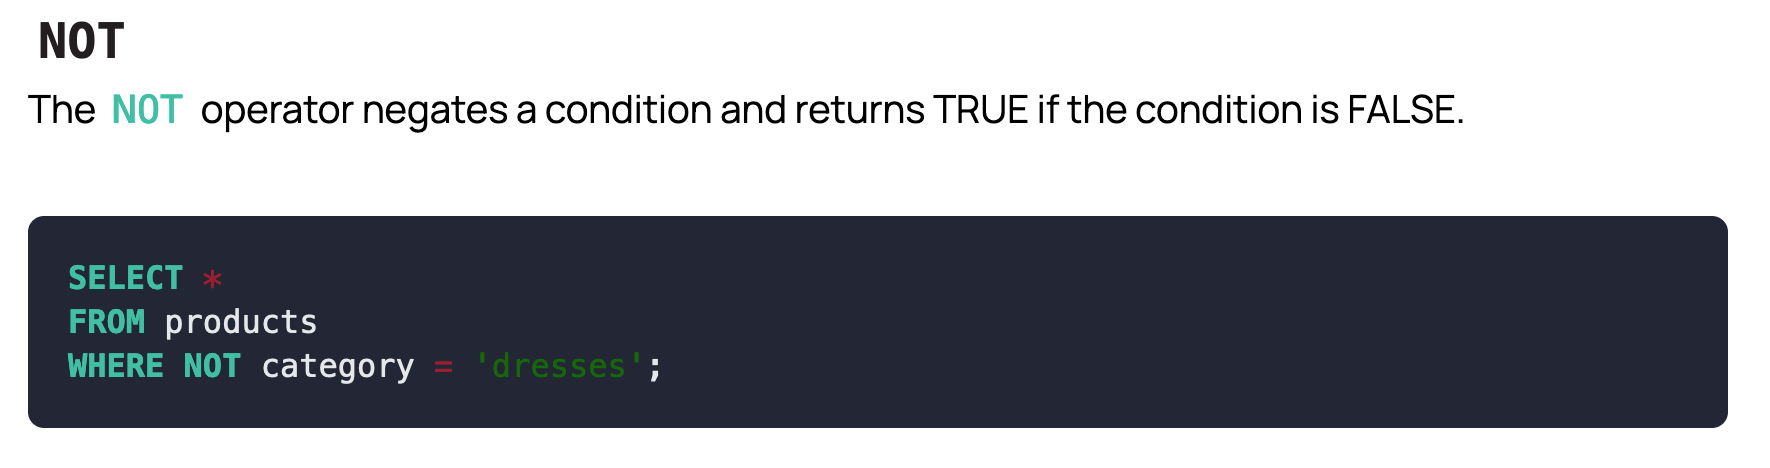 NOT
The NOT operator negates a condition and returns TRUE if the condition is FALSE.
SELECT *
FROM products
WHERE NOT category = 'dresses';